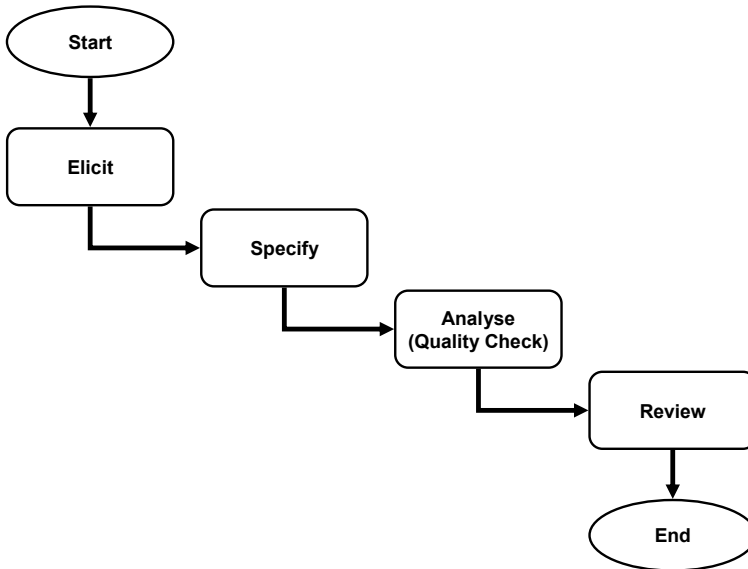 Start
Elicit
Specify
Analyse
(Quality Check)
Review
End